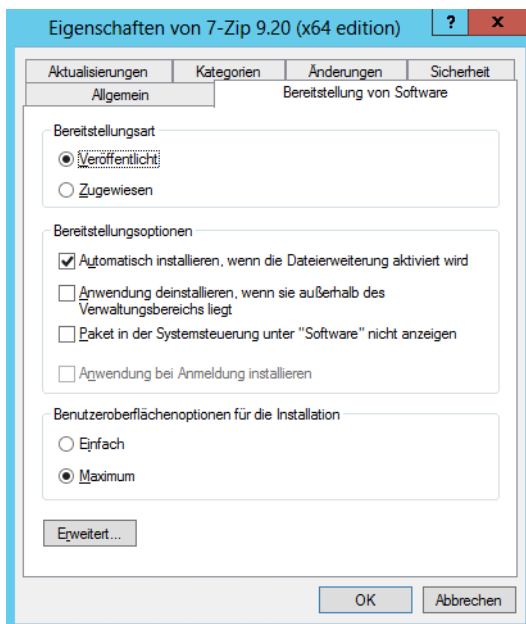 Eigenschaften von 7-Zip 9.20 (x64 edition)
?
x
Aktualisierungen
Kategorien
Änderungen
Sicherheit
Allgemein
Bereitstellung von Software
Bereitstellungsart
Veröffentlicht
Zugewiesen
Bereitstellungsoptionen
Automatisch installieren, wenn die Dateierweiterung aktiviert wird
Anwendung deinstallieren, wenn sie außerhalb des
Verwaltungsbereichs liegt
Paket in der Systemsteuerung unter "Software" nicht anzeigen
Anwendung bei Anmeldung installieren
Benutzeroberflächenoptionen für die Installation
Einfach
Maximum
Erweitert...
OK
Abbrechen